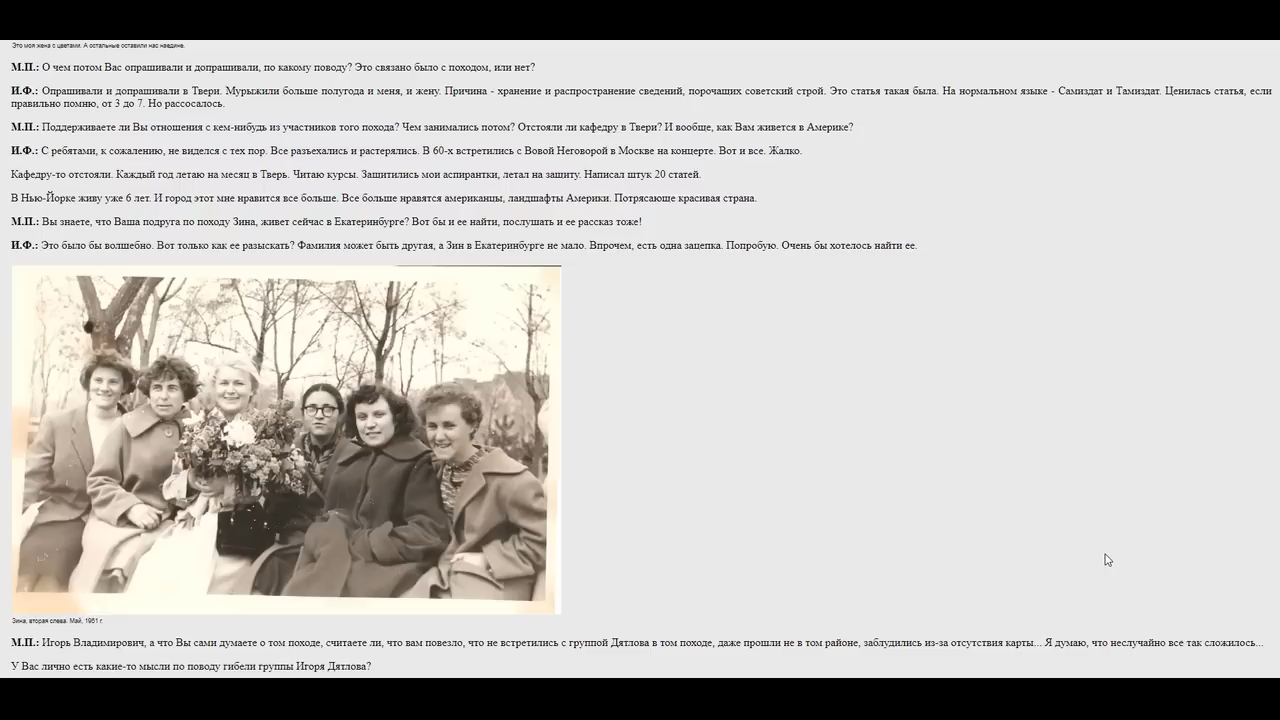 Это моя жена с цветами. А остальные оставили нас наедине.
М.П.: О чем потом Вас опрашивали и допрашивали, по какому поводу? Это связано было с походом, или нет?
И.Ф.: Опрашивали и допрашивали в Твери. Мурыжили больше полугода и меня, и жену. Причина - хранение и распространение сведений, порочащих советский строй. Это статья такая была. На нормальном языке - Самиздат и Тамиздат. Ценилась статья, если
правильно помню, от 3 до 7. Но рассосалось.
М.П.: Поддерживаете ли Вы отношения с кем-нибудь из участников того похода? Чем занимались потом? Отстояли ли кафедру в Твери? И вообще, как Вам живется в Америке?
И.Ф.: С ребятами, к сожалению, не виделся с тех пор. Все разъехались и растерялись. В 60-х встретились с Вовой Неговорой в Москве на концерте. Вот и все. Жалко.
Кафедру-то отстояли. Каждый год летаю на месяц в Тверь. Читаю курсы. Защитились мои аспирантки, летал на защиту. Написал штук 20 статей.
В Нью-Йорке живу уже 6 лет. И город этот мне нравится все больше. Все больше нравятся американцы, ландшафты Америки. Потрясающе красивая страна.
М.П.: Вы знаете, что Ваша подруга по походу Зина, живет сейчас в Екатеринбурге? Вот бы и ее найти, послушать и ее рассказ тоже!
И.Ф.: Это было бы волшебно. Вот только как ее разыскать? Фамилия может быть другая, а Зин в Екатеринбурге не мало. Впрочем, есть одна зацепка. Попробую. Очень бы хотелось найти ее.
Зина, вторая слева. Май, 1961 г.
М.П.: Игорь Владимирович, а что Вы сами думаете о том походе, считаете ли, что вам повезло, что не встретились с группой Дятлова в том походе, даже прошли не в том районе, заблудились из-за отсутствия карты... Я думаю, что неслучайно все так сложилось...
У Вас лично есть какие-то мысли по поводу гибели группы Игоря Дятлова?